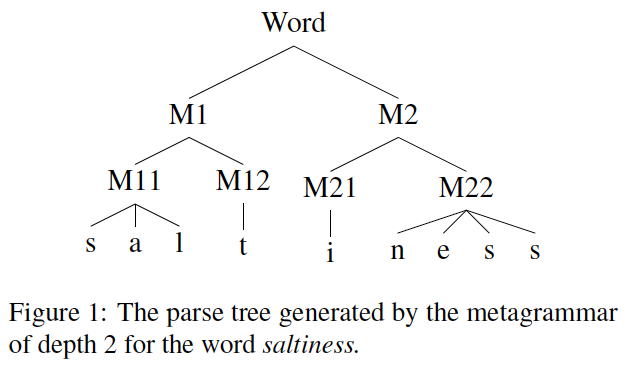 Word
M1 M2
M11 M12 M21 M22
s a l t i n e s s
Figure 1: The parse tree generated by the metagrammar
of depth 2 for the word saltiness.